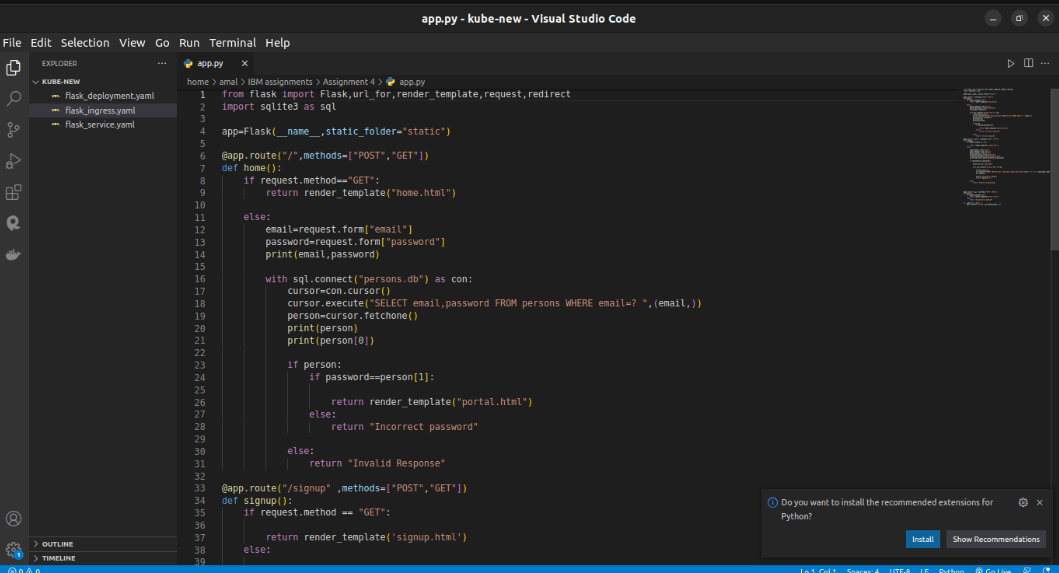 app.py - kube-new - Visual Studio Code
File Edit Selection View Go Run Terminal Help
EXPLORER
KUBE-NEW
flask_deployment.yaml
flask_ingress.yaml
flask_service.yaml
OUTLINE
TIMELINE
app.py
home > amal > IBM assignments > Assignment 4 > app.py
1 from flask import Flask,url_for,render_template,request,redirect
2 import sqlite3 as sql
3
4 app=Flask(__name__,static_folder="static")
5
6 @app.route("/",methods=["POST","GET"])
7 def home():
8 if request.method=="GET":
9 return render_template("home.html")
10
11 else:
12 email=request.form["email"]
13 password=request.form["password"]
14 print(email,password)
15
16 with sql.connect("persons.db") as con:
17 cursor=con.cursor()
18 cursor.execute("SELECT email,password FROM persons WHERE email=? ",(email,))
19 person=cursor.fetchone()
20 print(person)
21 print(person[0])
22
23 if person:
24 if password==person[1]:
25
26 return render_template("portal.html")
27 else:
28 return "Incorrect password"
29
30 else:
31 return "Invalid Response"
32
33 @app.route("/signup" ,methods=["POST","GET"])
34 def signup():
35 if request.method == "GET":
36
37 return render_template('signup.html')
38 else:
39
Do you want to install the recommended extensions for
Python?
Install Show Recommendations
1
0 0 Ln 1, Col 1 Spaces: 4 UTF-8 LF Python Go Live